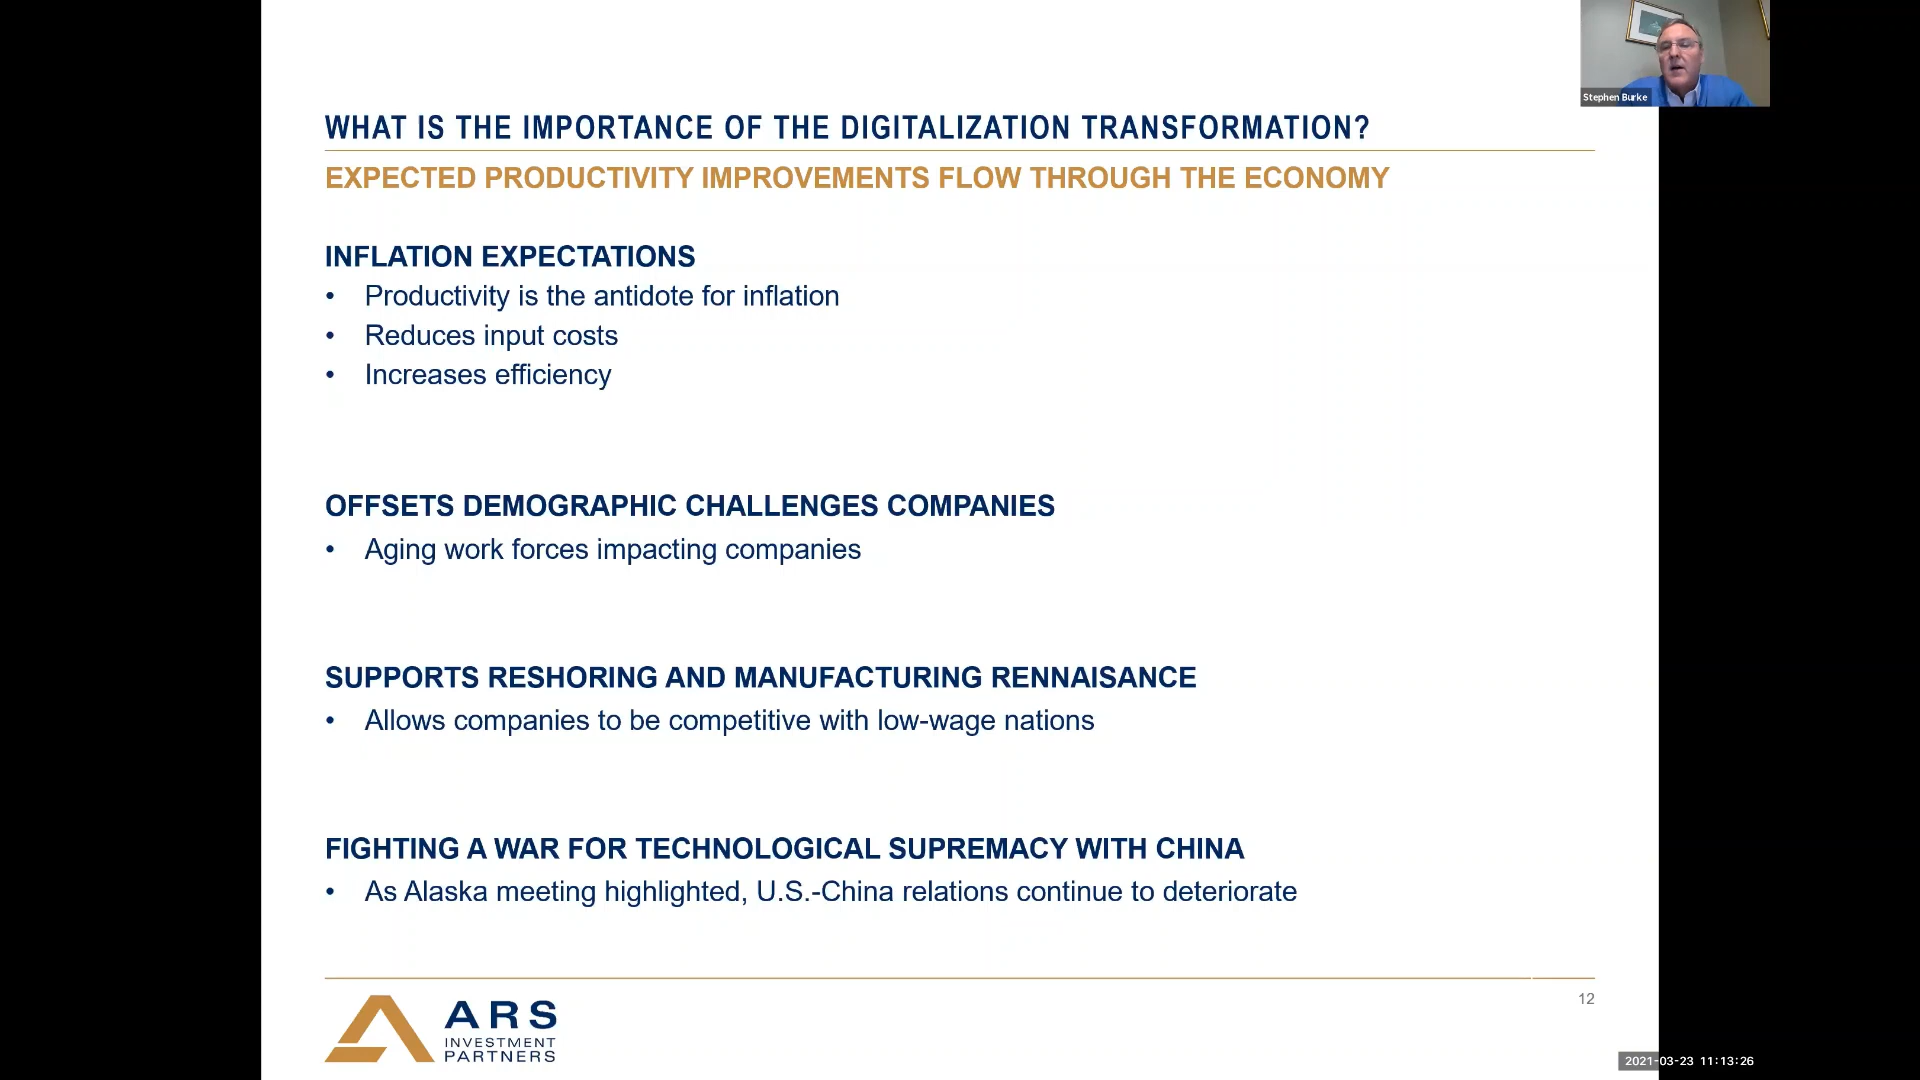 Stephen Burke
WHAT IS THE IMPORTANCE OF THE DIGITALIZATION TRANSFORMATION?
EXPECTED PRODUCTIVITY IMPROVEMENTS FLOW THROUGH THE ECONOMY
INFLATION EXPECTATIONS
• Productivity is the antidote for inflation
• Reduces input costs
• Increases efficiency
OFFSETS DEMOGRAPHIC CHALLENGES COMPANIES
• Aging work forces impacting companies
SUPPORTS RESHORING AND MANUFACTURING RENNAISANCE
• Allows companies to be competitive with low-wage nations
FIGHTING A WAR FOR TECHNOLOGICAL SUPREMACY WITH CHINA
• As Alaska meeting highlighted, U.S.-China relations continue to deteriorate
12
ARS
INVESTMENT
PARTNERS
2021-03-23 11:13:26